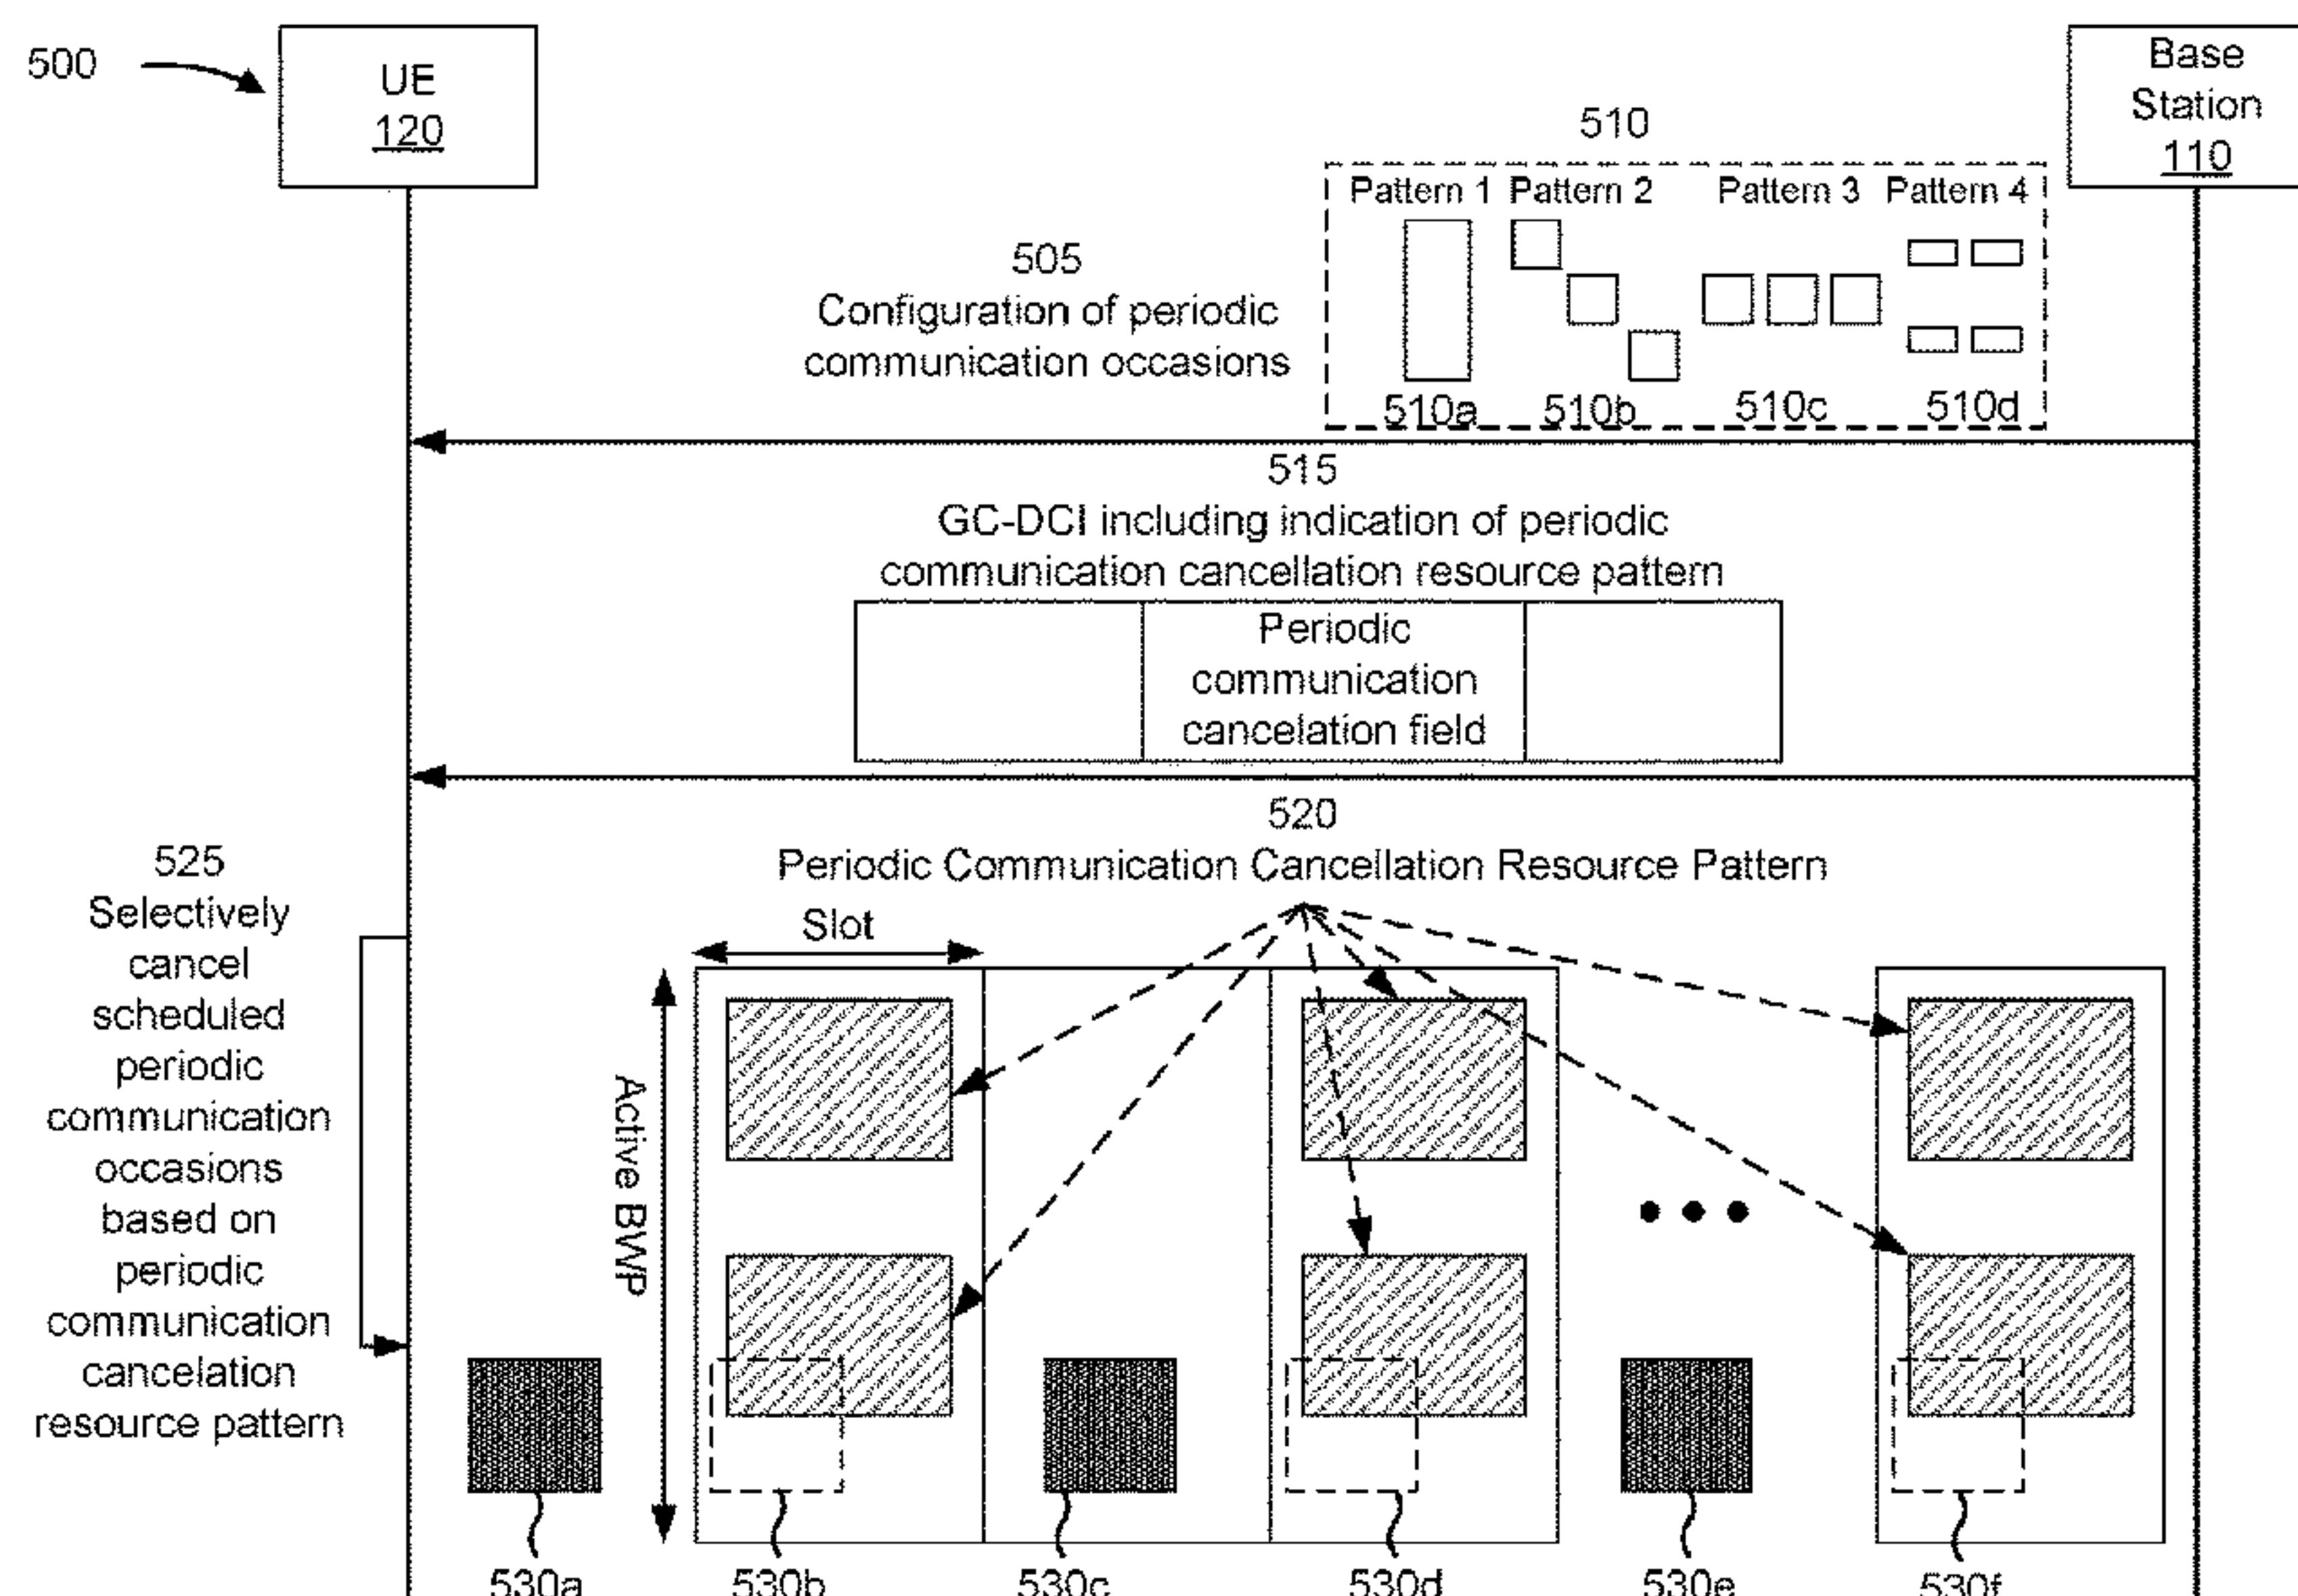 500
UE
120
Base
Station
110
510
Pattern 1 Pattern 2 Pattern 3 Pattern 4
510a 510b 510c 510d
505
Configuration of periodic
communication occasions
515
GC-DCI including indication of periodic
communication cancellation resource pattern
Periodic
communication
cancelation field
520
Periodic Communication Cancellation Resource Pattern
525
Selectively
cancel
scheduled
periodic
communication
occasions
based on
periodic
communication
cancelation
resource pattern
Slot
Active BWP
530a 530b 530c 530d 530e 530f